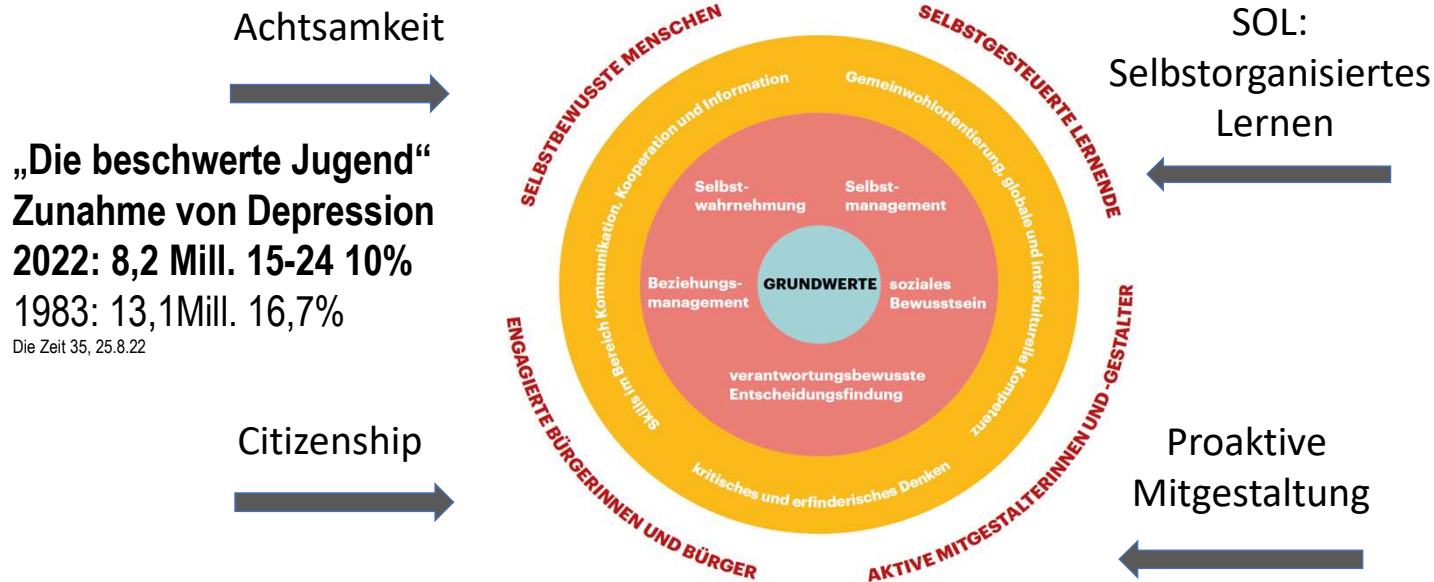 Achtsamkeit
„Die beschwerte Jugend“
Zunahme von Depression
2022: 8,2 Mill. 15-24 10%
1983: 13,1Mill. 16,7%
Die Zeit 35, 25.8.22
Citizenship
SELBSTBEWUSSTE MENSCHEN
SELBSTGESTEUERTE LERNENDE
Skills im Bereich Kommunikation, Kooperation und Information
Gemeinwohlorientierung, globale und interkulturelle Kompetenz
Selbst-
wahrnehmung
Selbst-
management
Beziehungs-
management
GRUNDWERTE
soziales
Bewusstsein
verantwortungsbewusste
Entscheidungsfindung
kritisches und erfinderisches Denken
ENGAGIERTE BÜRGERINNEN UND BÜRGER
AKTIVE MITGESTALTERINNEN UND -GESTALTER
SOL:
Selbstorganisiertes
Lernen
Proaktive
Mitgestaltung